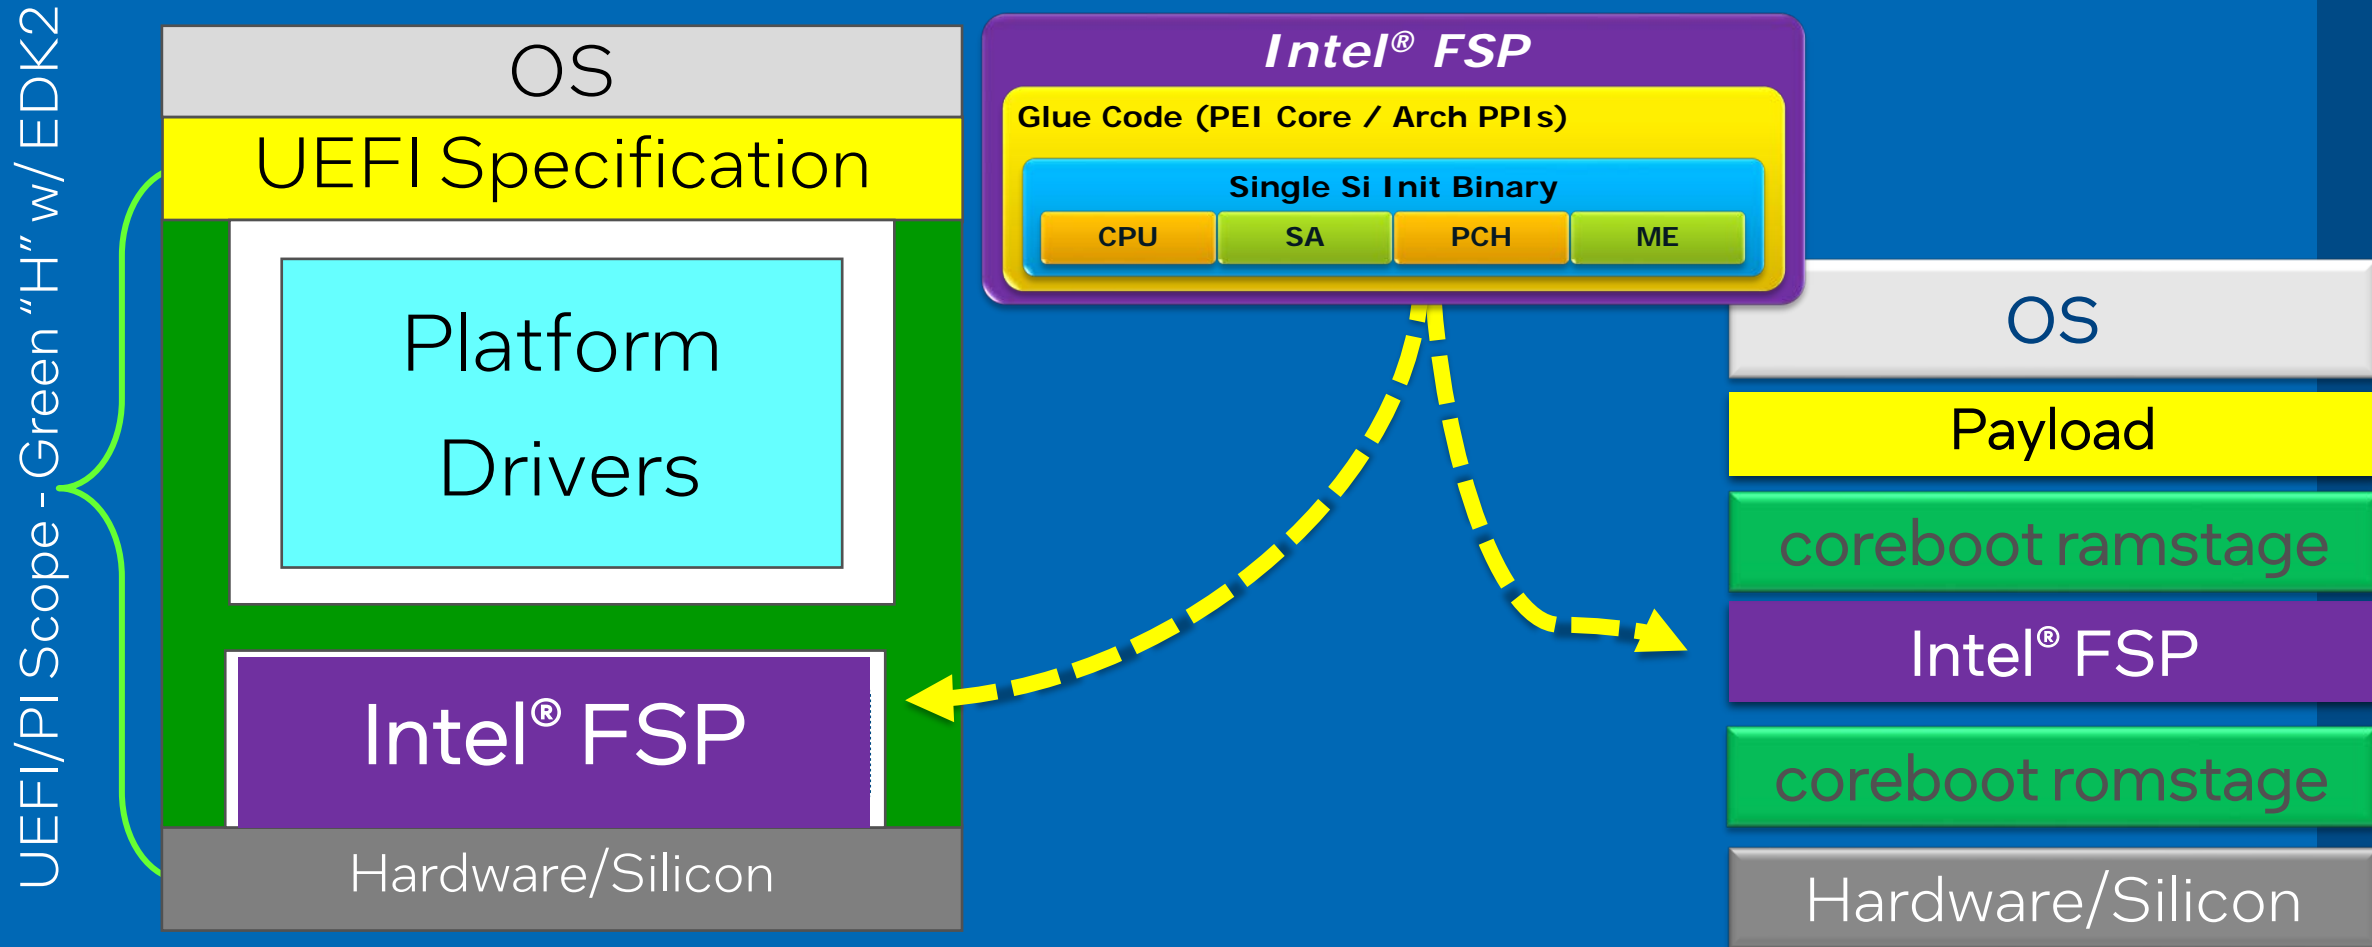 UEFI/PI Scope - Green “H” w/ EDK2
OS
UEFI Specification
Platform
Drivers
Intel® FSP
Hardware/Silicon
Intel® FSP
Glue Code (PEI Core / Arch PPIs)
Single Si Init Binary
CPU
SA
PCH
ME
OS
Payload
coreboot ramstage
Intel® FSP
coreboot romstage
Hardware/Silicon